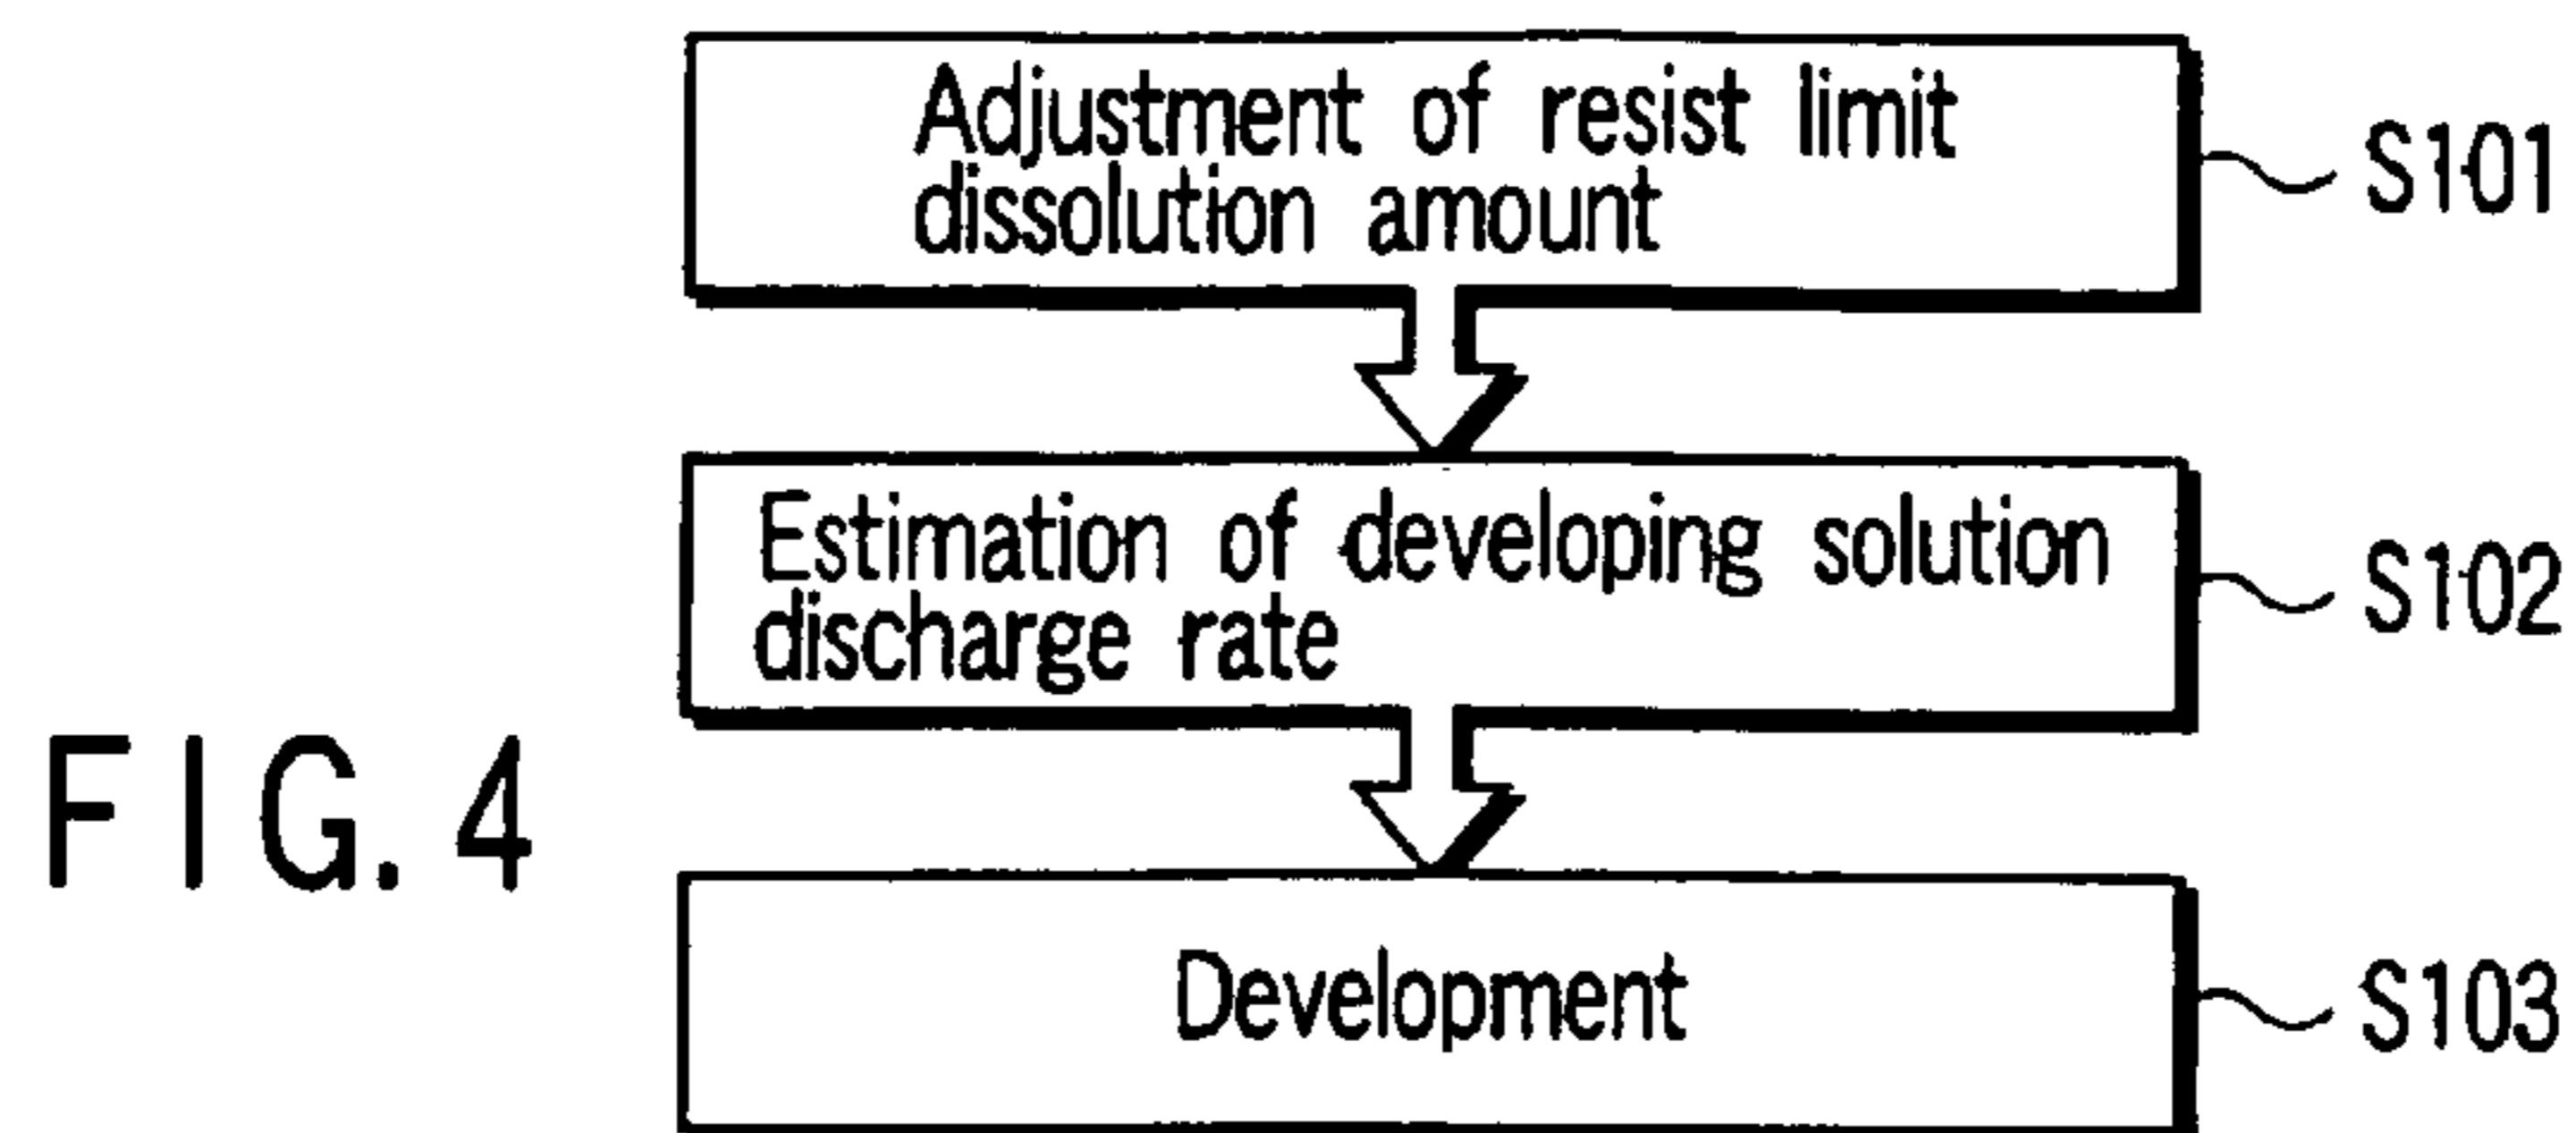 Adjustment of resist limit
dissolution amount
S101
Estimation of developing solution
discharge rate
S102
FIG. 4
Development
S103